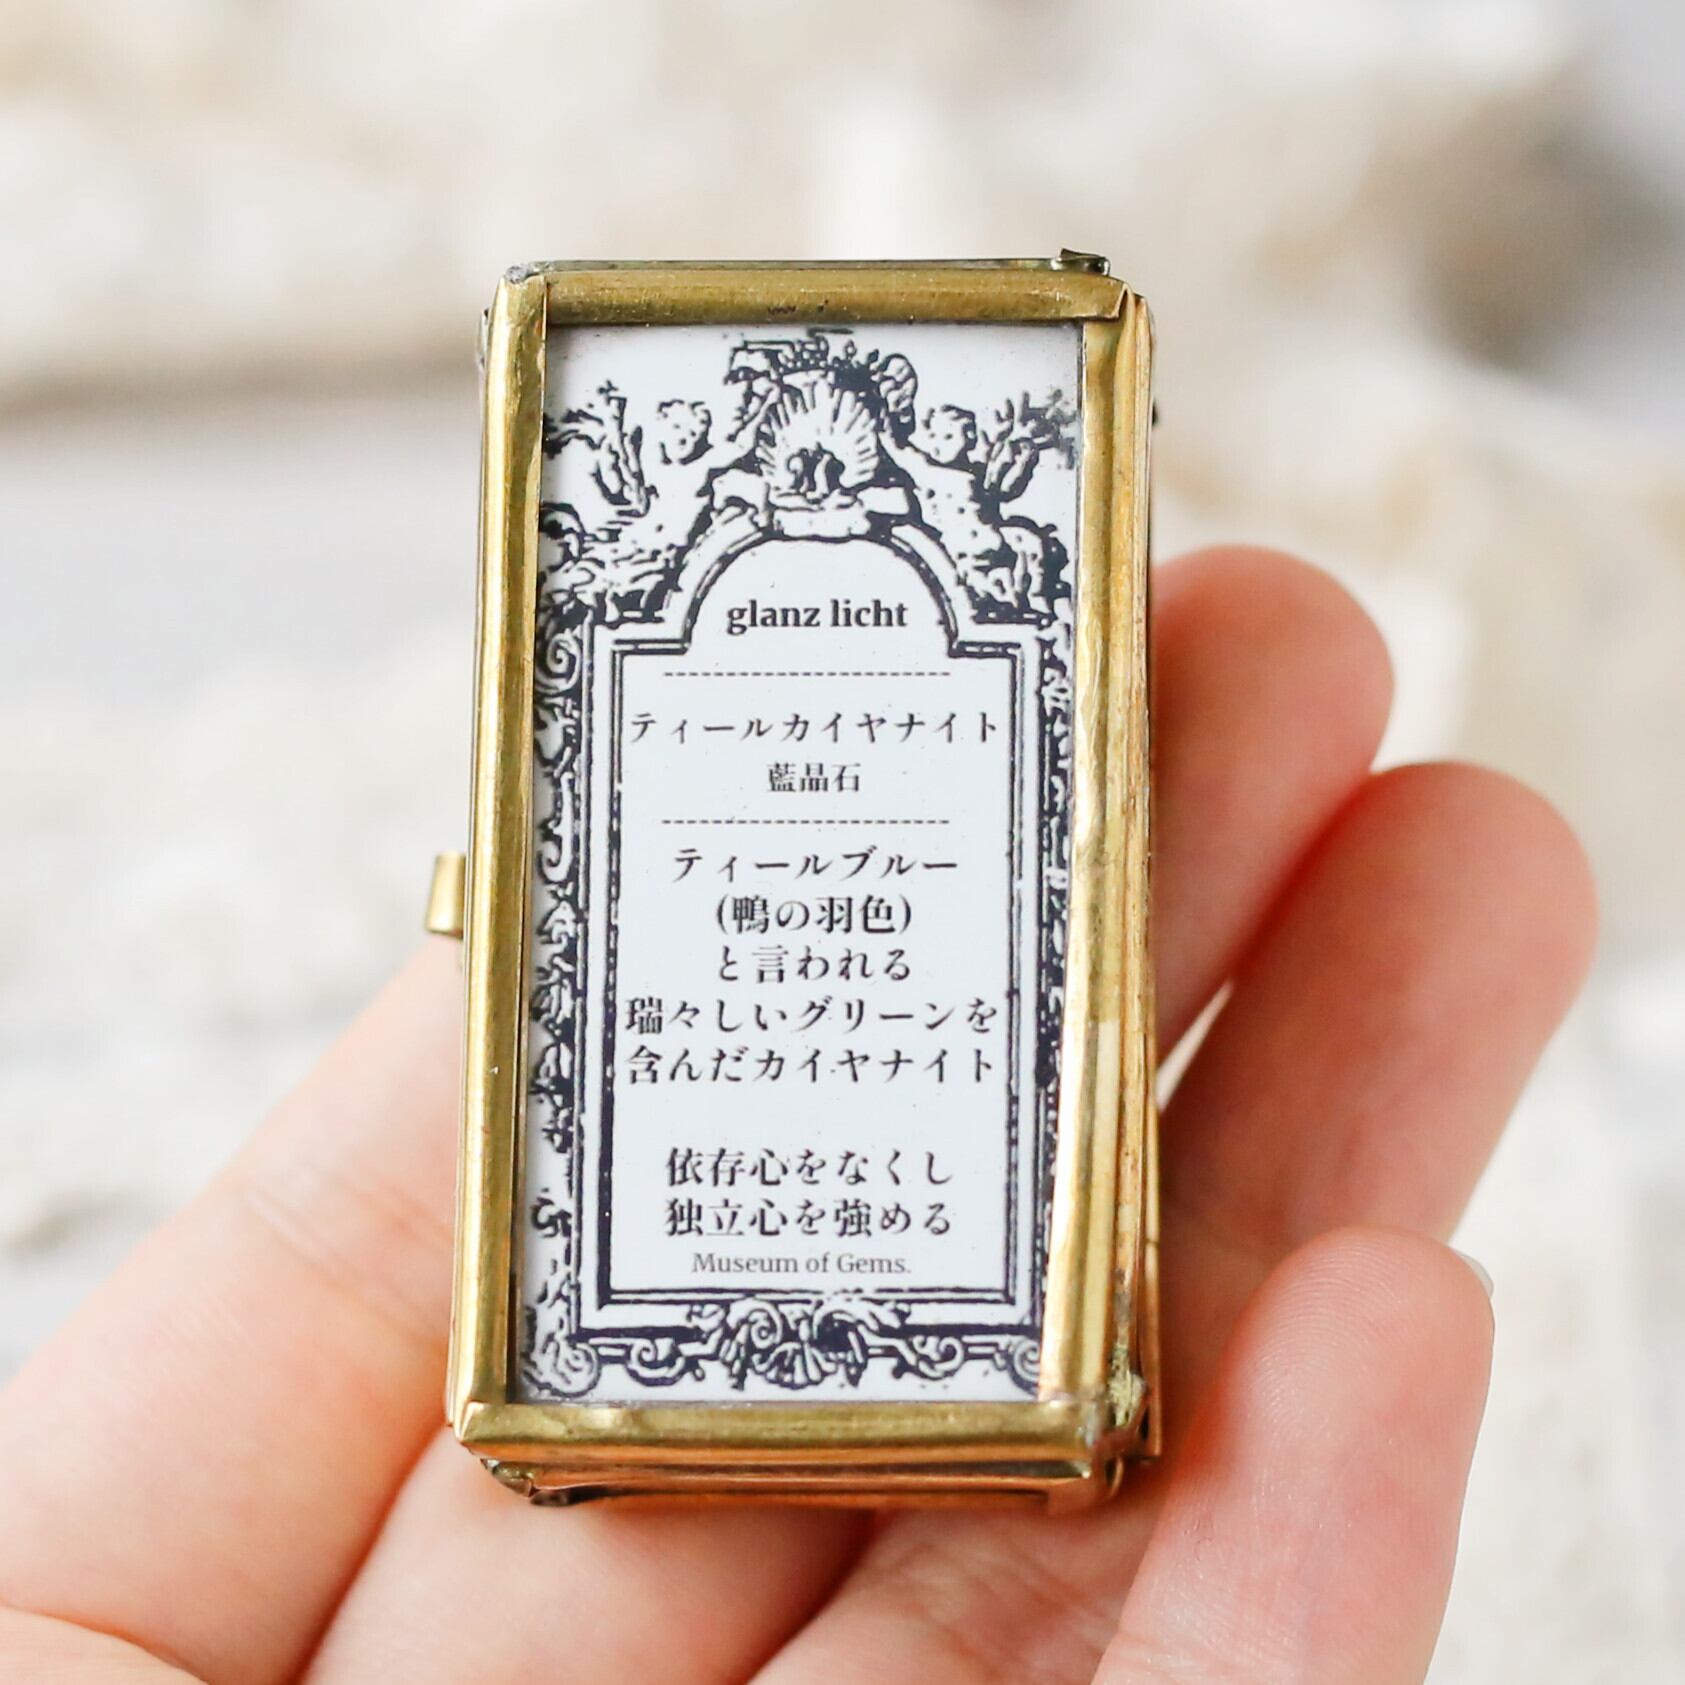 glanz licht
ティールカイヤナイト
藍晶石
ティールブルー
(鴨の羽色)
と言われる
瑞々しいグリーンを
含んだカイヤナイト
依存心をなくし
独立心を強める
Museum of Gems.